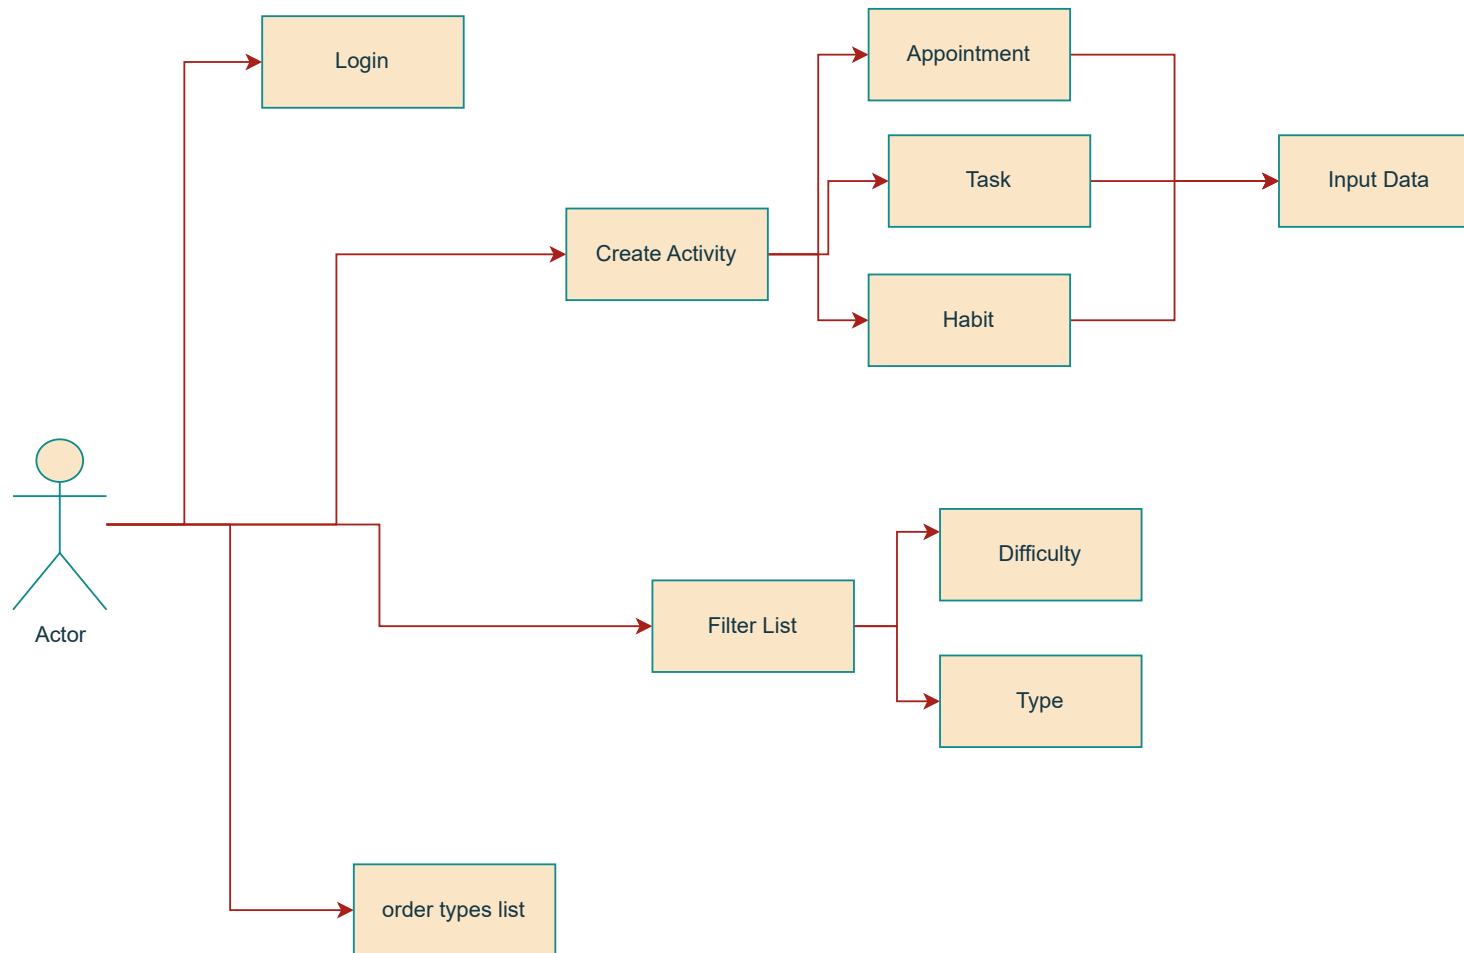 Login
Appointment
Task
Input Data
Create Activity
Habit
Actor
Difficulty
Filter List
Type
order types list